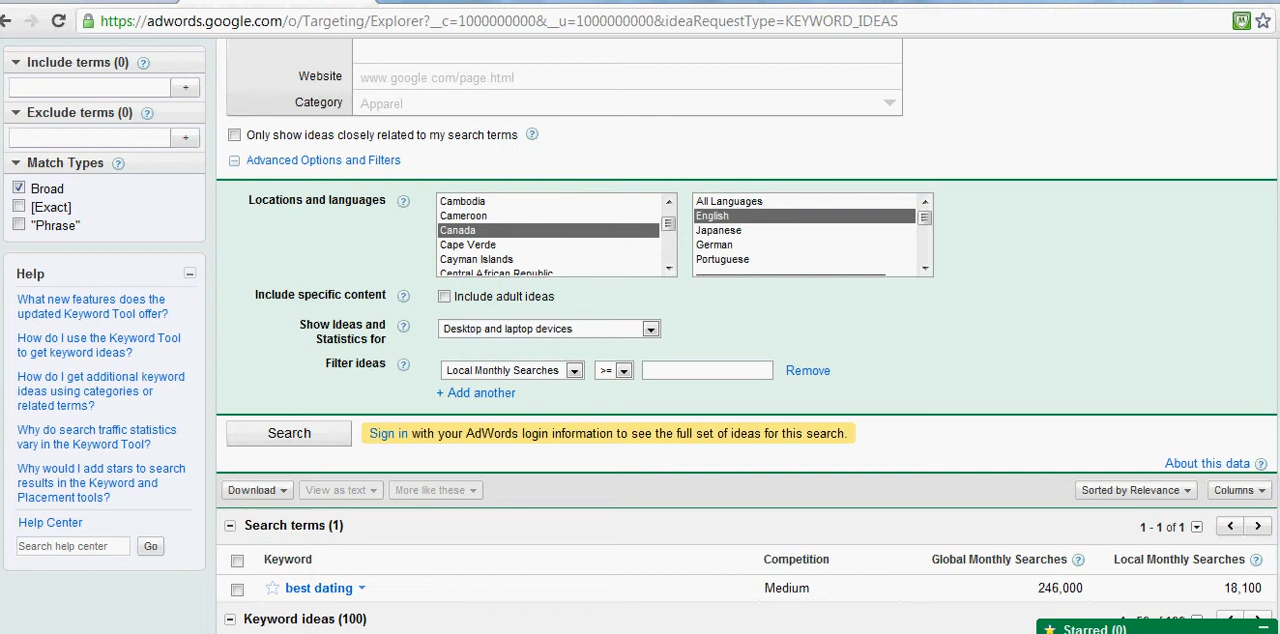 https://adwords.google.com/o/Targeting/Explorer?__c=1000000000&__u=1000000000&ideaRequestType=KEYWORD_IDEAS
Include terms (0)
+
Exclude terms (0)
+
Match Types
Broad
[Exact]
"Phrase"
Help
What new features does the
updated Keyword Tool offer?
How do I use the Keyword Tool
to get keyword ideas?
How do I get additional keyword
ideas using categories or
related terms?
Why do search traffic statistics
vary in the Keyword Tool?
Why would I add stars to search
results in the Keyword and
Placement tools?
Help Center
Search help center Go
Website www.google.com/page.html
Category Apparel
Only show ideas closely related to my search terms
Advanced Options and Filters
Locations and languages
Cambodia
Cameroon
Canada
Cape Verde
Cayman Islands
Central African Republic
All Languages
English
Japanese
German
Portuguese
Include specific content Include adult ideas
Show Ideas and
Statistics for
Desktop and laptop devices
Filter ideas Local Monthly Searches >= Remove
+ Add another
Search Sign in with your AdWords login information to see the full set of ideas for this search.
About this data
Download View as text More like these Sorted by Relevance Columns
Search terms (1) 1 - 1 of 1
Keyword Competition Global Monthly Searches Local Monthly Searches
best dating Medium 246,000 18,100
Keyword ideas (100)
Starred (0)